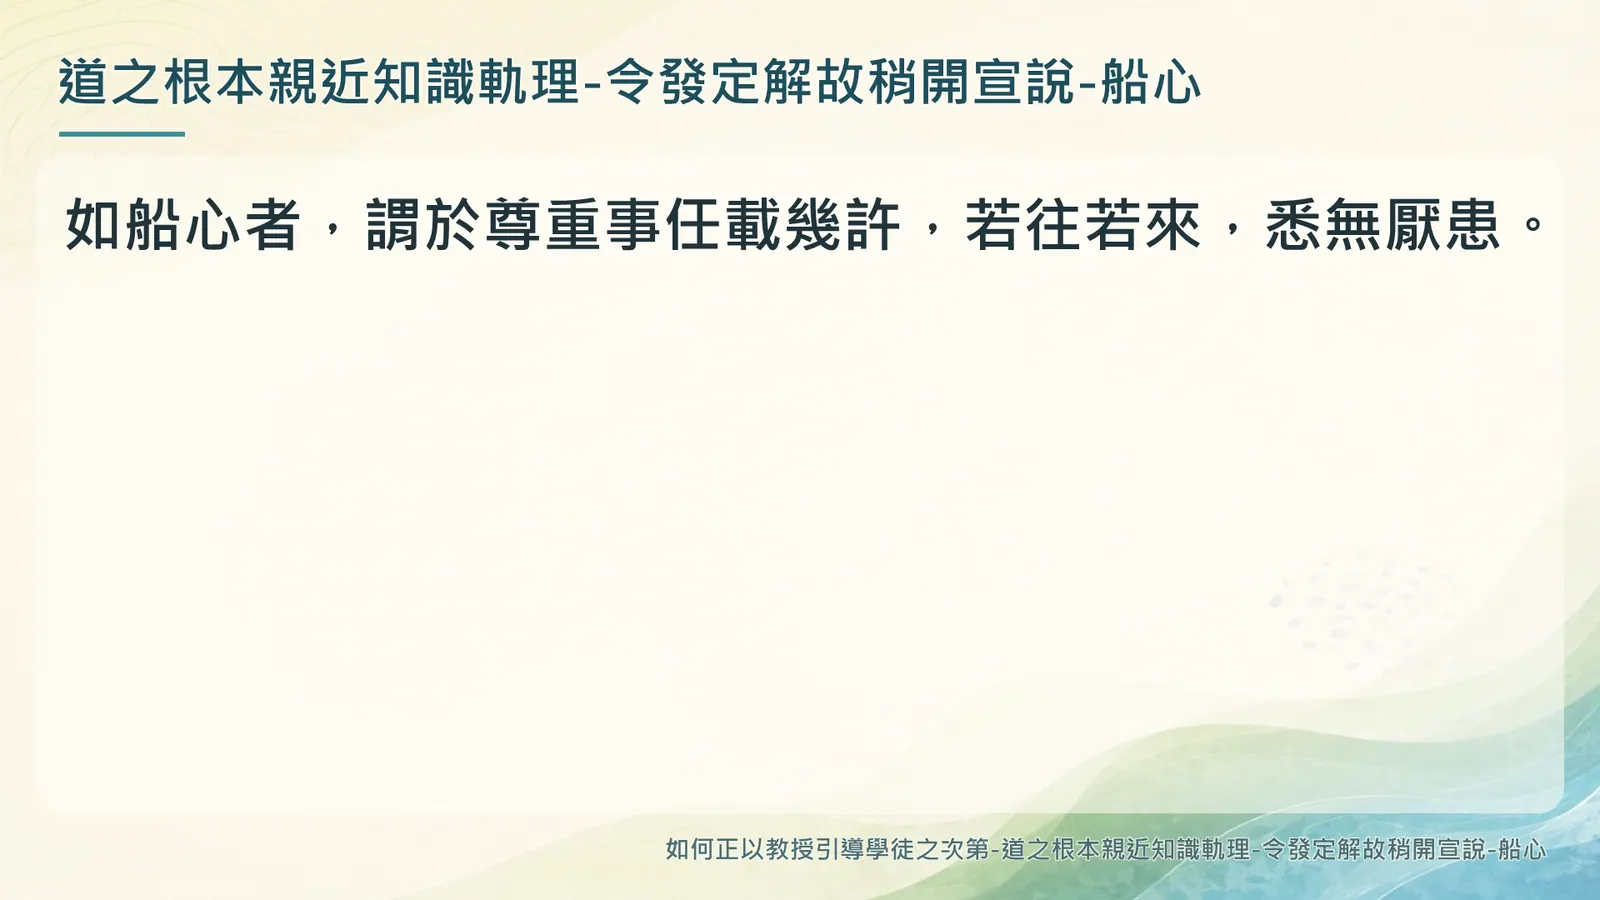 道之根本親近知識軌理-令發定解故稍開宣說-船心
如船心者，謂於尊重事任載幾許，若往若來，悉無厭患。
如何正以教授引導學徒之次第-道之根本親近知識軌理-令發定解故稍開宣說-船心